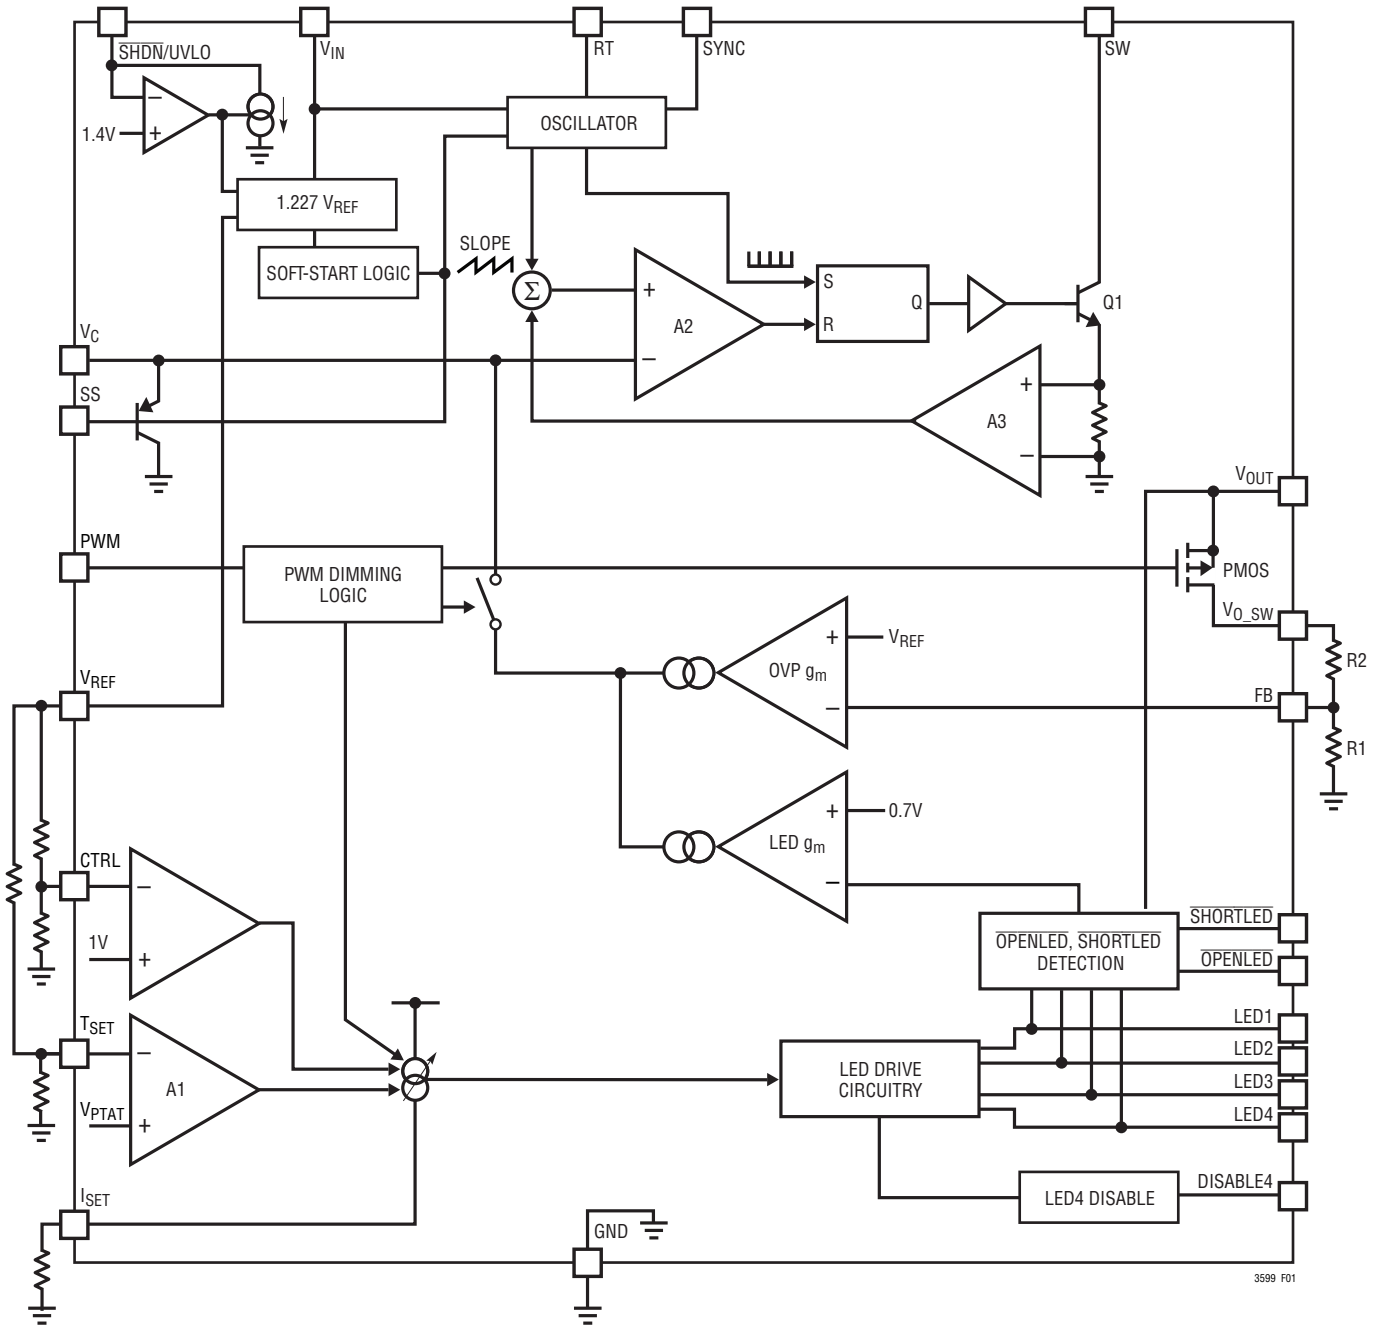 SHDN/UVLO
VIN
RT
SYNC
SW
1.4V
−
+
OSCILLATOR
1.227 VREF
SOFT-START LOGIC
SLOPE
Σ
+
−
A2
S
R
Q
Q1
VC
SS
A3
+
−
VOUT
PWM
PWM DIMMING
LOGIC
PMOS
VO_SW
R2
VREF
+
−
OVP gm
VREF
FB
R1
+
−
LED gm
0.7V
CTRL
−
+
1V
OPENLED, SHORTLED
DETECTION
SHORTLED
OPENLED
TSET
−
+
A1
VPTAT
LED DRIVE
CIRCUITRY
LED1
LED2
LED3
LED4
LED4 DISABLE
DISABLE4
ISET
GND
3599 F01